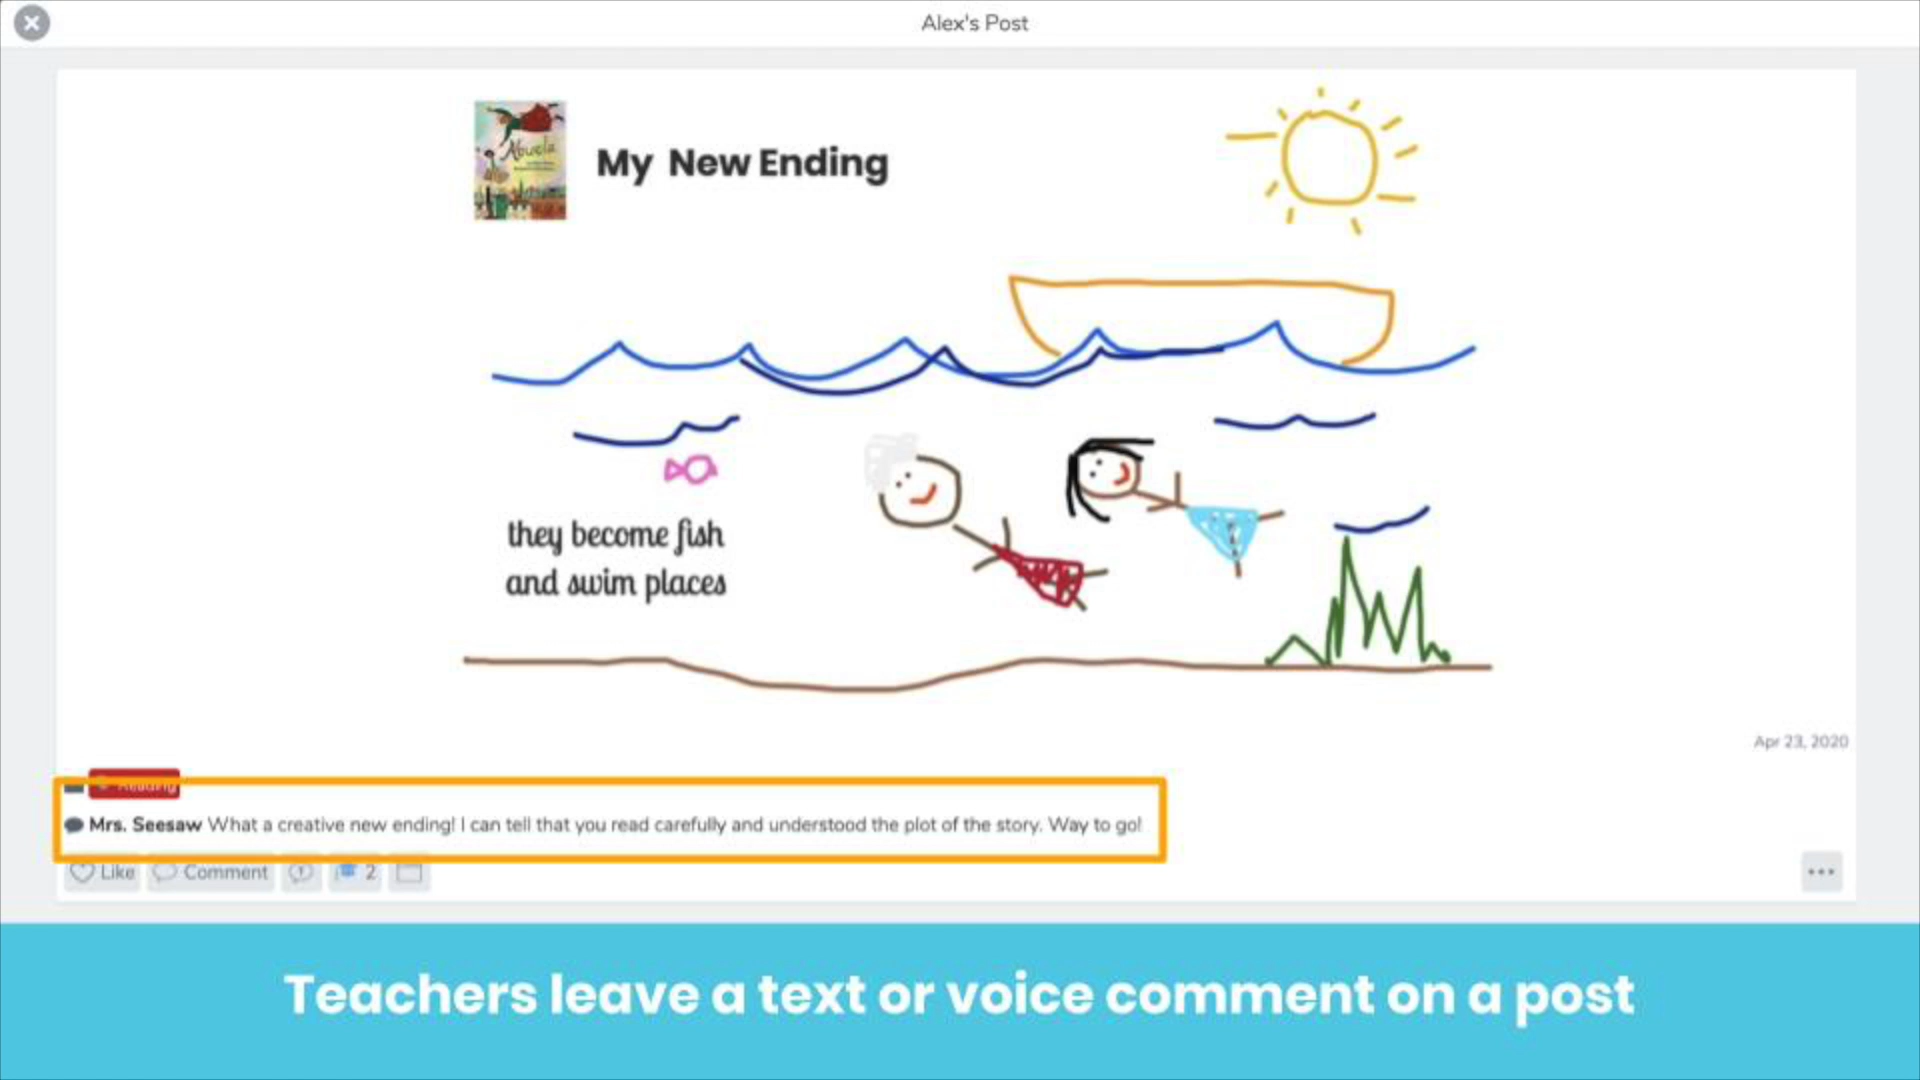 Alex's Post
Abuela
My New Ending
they become fish
and swim places
Apr 23, 2020
Reading
Mrs. Seesaw What a creative new ending! I can tell that you read carefully and understood the plot of the story. Way to go!
Like Comment 2
Teachers leave a text or voice comment on a post